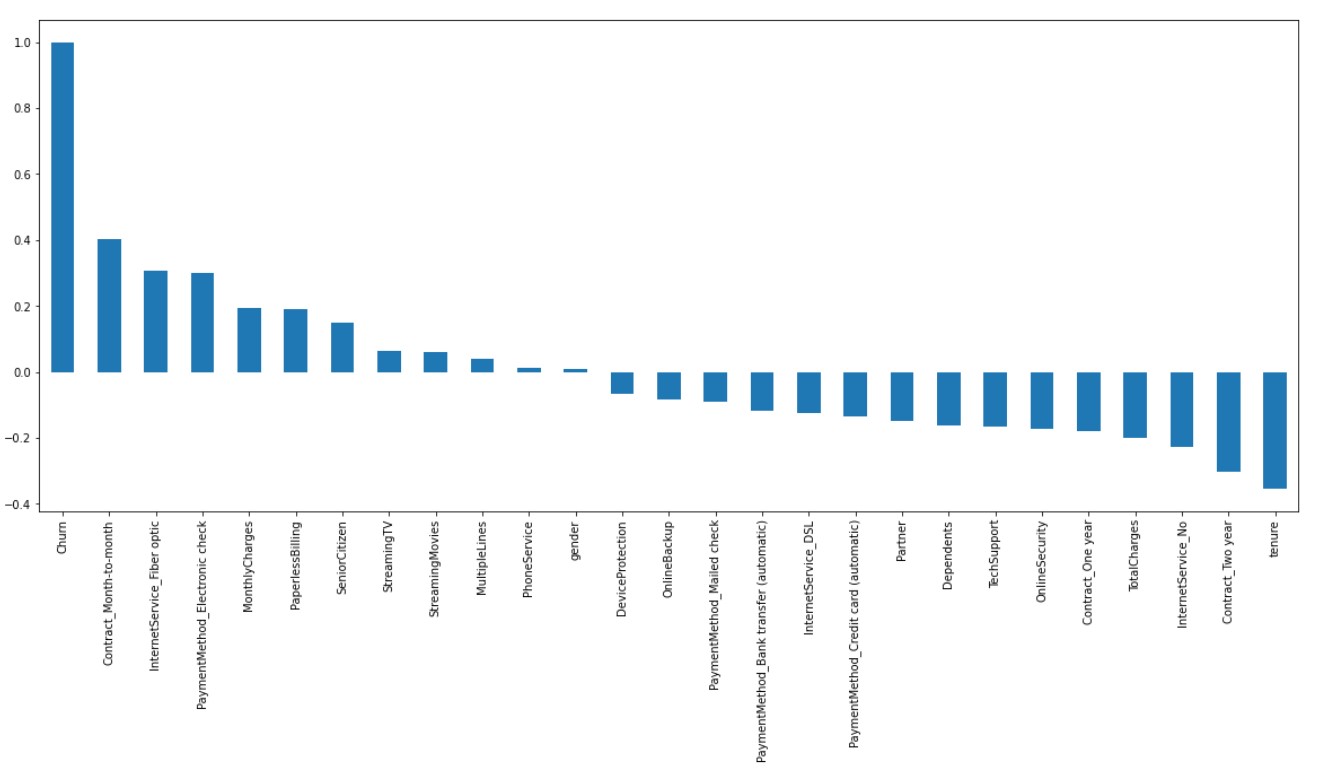 1.0
0.8
0.6
0.4
0.2
0.0
−0.2
−0.4
Churn
Contract_Month-to-month
InternetService_Fiber optic
PaymentMethod_Electronic check
MonthlyCharges
PaperlessBilling
SeniorCitizen
StreamingTV
StreamingMovies
MultipleLines
PhoneService
gender
DeviceProtection
OnlineBackup
PaymentMethod_Mailed check
PaymentMethod_Bank transfer (automatic)
InternetService_DSL
PaymentMethod_Credit card (automatic)
Partner
Dependents
TechSupport
OnlineSecurity
Contract_One year
TotalCharges
InternetService_No
Contract_Two year
tenure